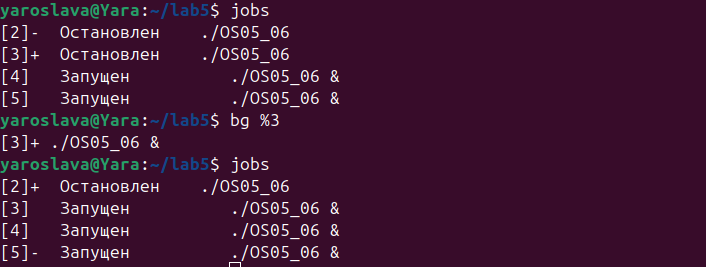 yaroslava@Yara:~/lab5$ jobs
[2]-  Остановлен    ./OS05_06
[3]+  Остановлен    ./OS05_06
[4]   Запущен          ./OS05_06 &
[5]   Запущен          ./OS05_06 &
yaroslava@Yara:~/lab5$ bg %3
[3]+ ./OS05_06 &
yaroslava@Yara:~/lab5$ jobs
[2]+  Остановлен    ./OS05_06
[3]   Запущен          ./OS05_06 &
[4]   Запущен          ./OS05_06 &
[5]-  Запущен          ./OS05_06 &